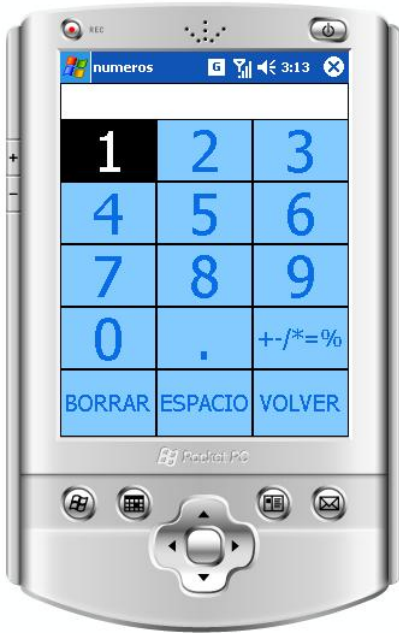 REC
numeros G 3:13
1 2 3
4 5 6
7 8 9
0 . +-/*=%
BORRAR ESPACIO VOLVER
Pocket PC
+
-